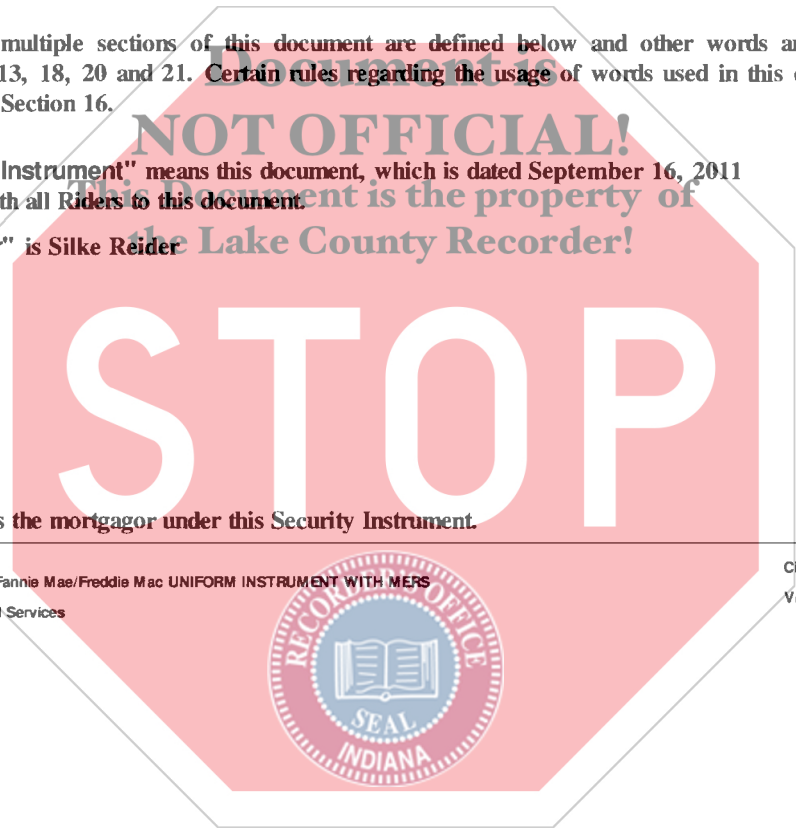 multiple sections of this document are defined below and other words a
13, 18, 20 and 21. Certain rules regarding the usage of words used in this
Document is
Section 16.
NOT OFFICIAL!
Instrument" means this document, which is dated September 16, 2011
This Document is the property of
th all Riders to this document.
the Lake County Recorder!
" is Silke Reider
STOP
s the mortgagor under this Security Instrument.
Fannie Mae/Freddie Mac UNIFORM INSTRUMENT WITH MERS
l Services
RECORDER'S OFFICE
SEAL
INDIANA